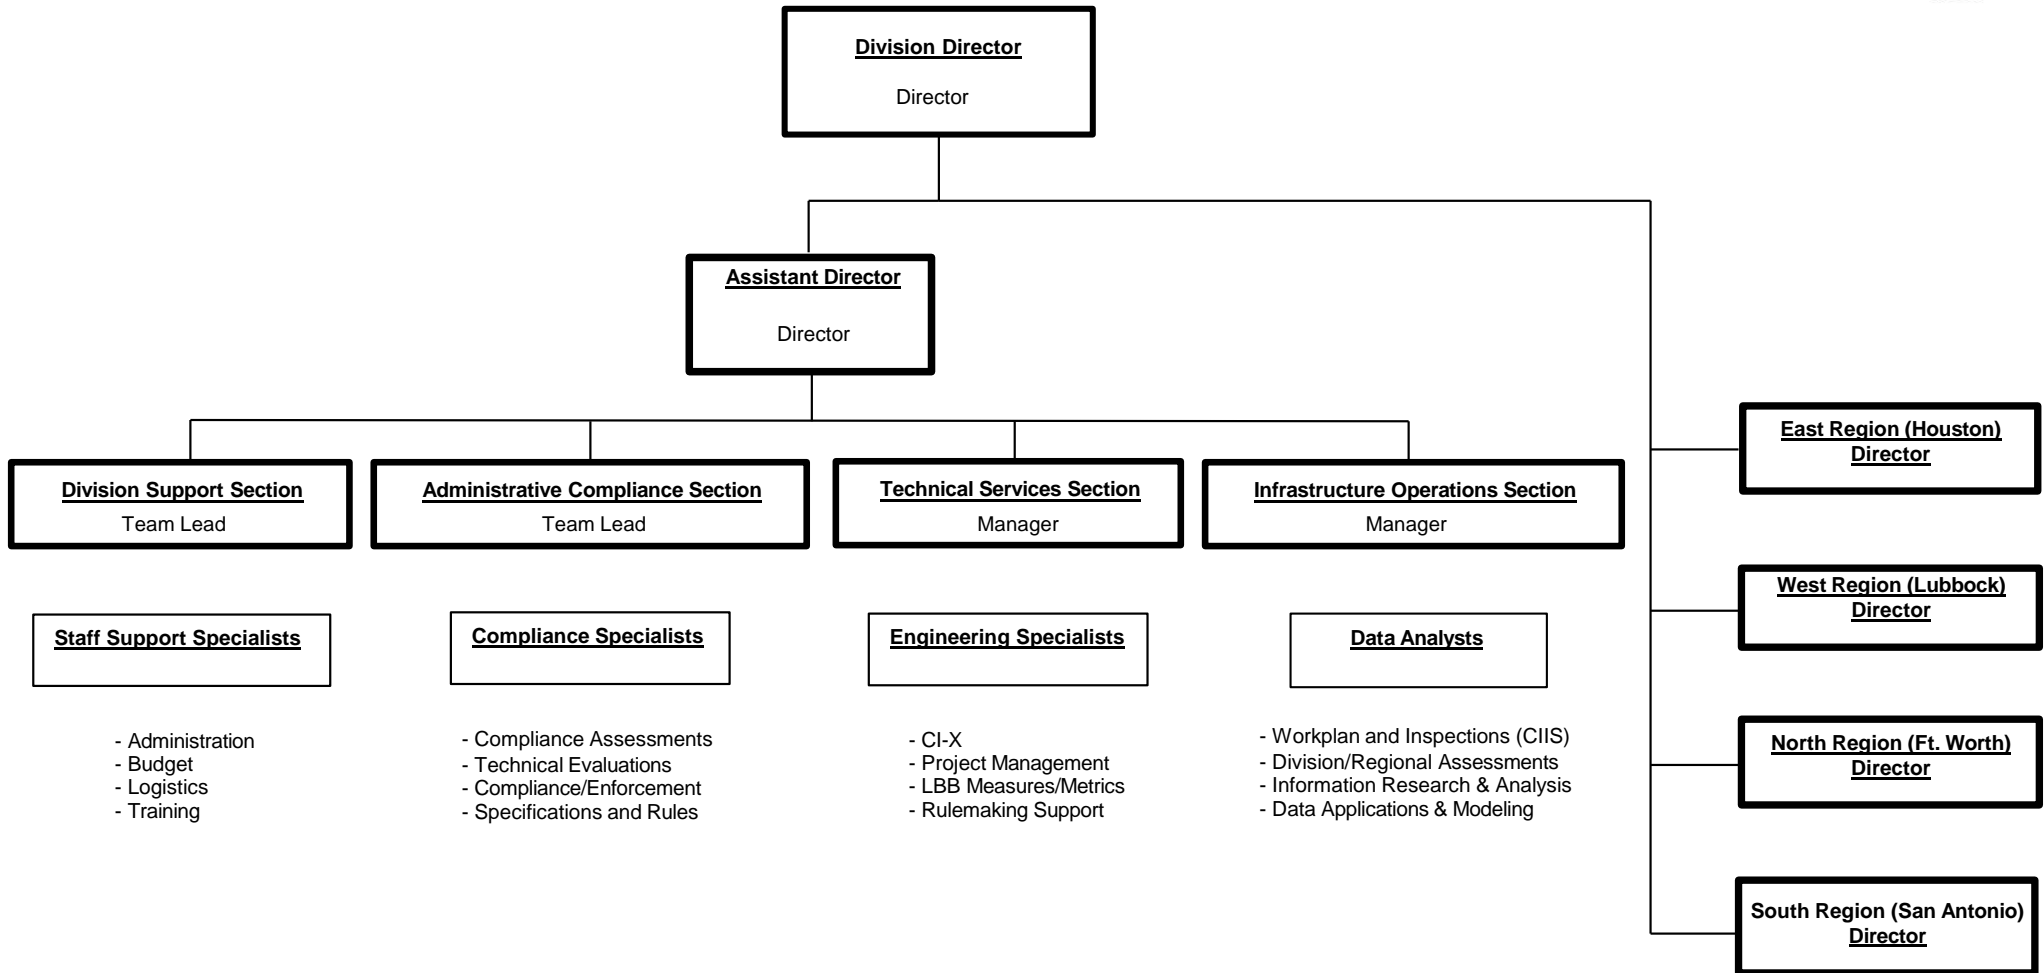 Division Director
Director
Assistant Director
Director
Division Support Section
Team Lead
Administrative Compliance Section
Team Lead
Technical Services Section
Manager
Infrastructure Operations Section
Manager
Staff Support Specialists
- Administration
- Budget
- Logistics
- Training
Compliance Specialists
- Compliance Assessments
- Technical Evaluations
- Compliance/Enforcement
- Specifications and Rules
Engineering Specialists
- CI-X
- Project Management
- LBB Measures/Metrics
- Rulemaking Support
Data Analysts
- Workplan and Inspections (CIIS)
- Division/Regional Assessments
- Information Research & Analysis
- Data Applications & Modeling
East Region (Houston)
Director
West Region (Lubbock)
Director
North Region (Ft. Worth)
Director
South Region (San Antonio)
Director